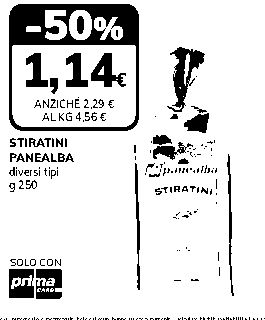 -50%
1,14€
ANZICHÉ 2,29 €
AL KG 4,56 €
STIRATINI
PANEALBA
diversi tipi
g 250
panealba
STIRATINI
SOLO CON
prima
CARD